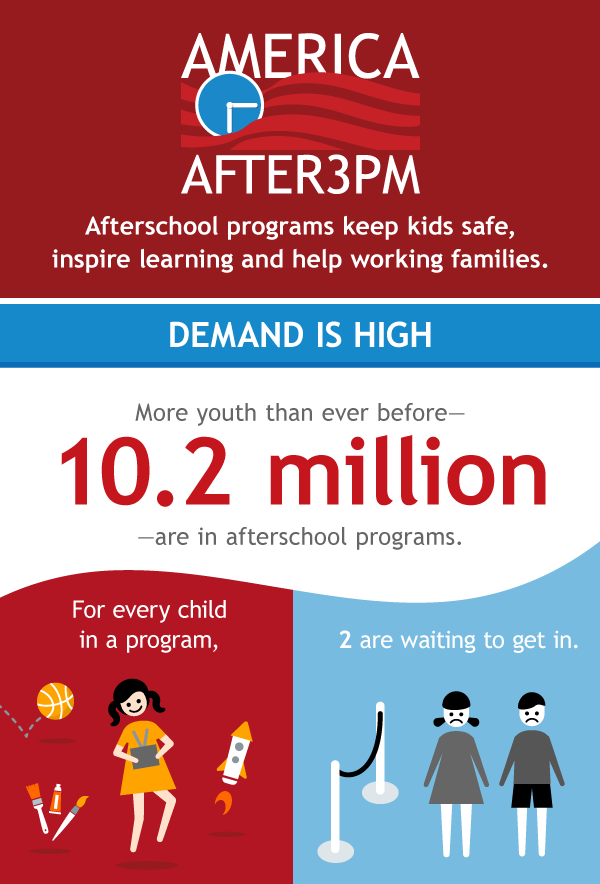 AMERICA
AFTER3PM
Afterschool programs keep kids safe,
inspire learning and help working families.
DEMAND IS HIGH
More youth than ever before—
10.2 million
—are in afterschool programs.
For every child
in a program,
2 are waiting to get in.